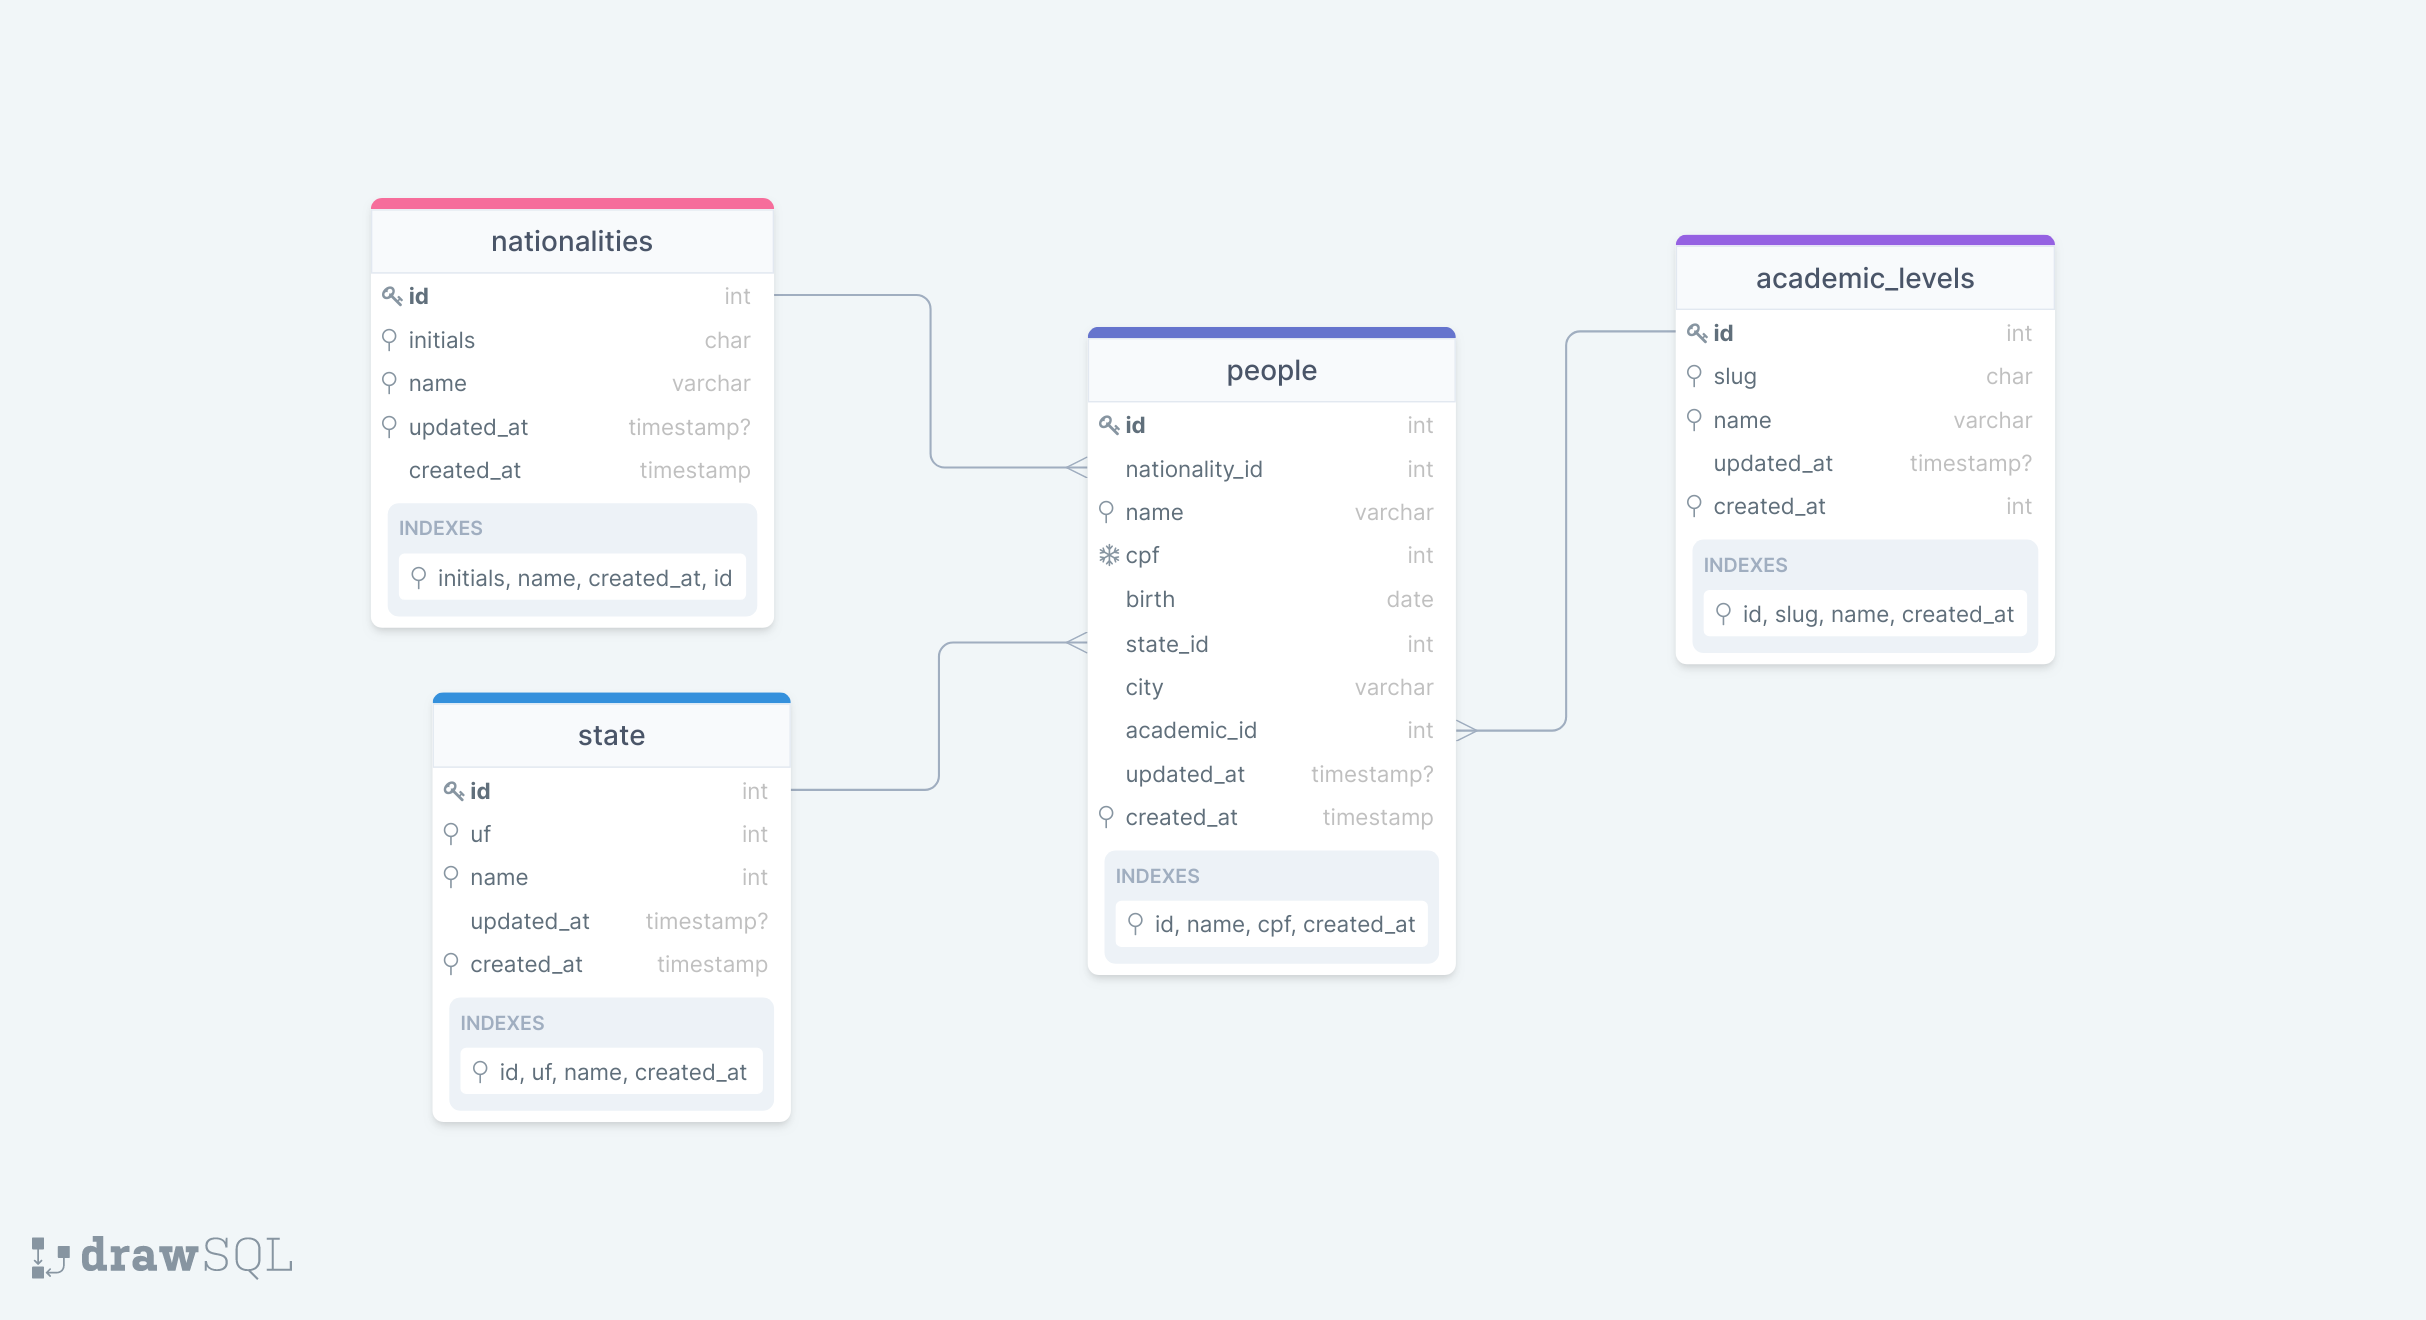 nationalities
id int
initials char
name varchar
updated_at timestamp?
created_at timestamp
INDEXES
initials, name, created_at, id
state
id int
uf int
name int
updated_at timestamp?
created_at timestamp
INDEXES
id, uf, name, created_at
people
id int
nationality_id int
name varchar
cpf int
birth date
state_id int
city varchar
academic_id int
updated_at timestamp?
created_at timestamp
INDEXES
id, name, cpf, created_at
academic_levels
id int
slug char
name varchar
updated_at timestamp?
created_at int
INDEXES
id, slug, name, created_at
drawSQL